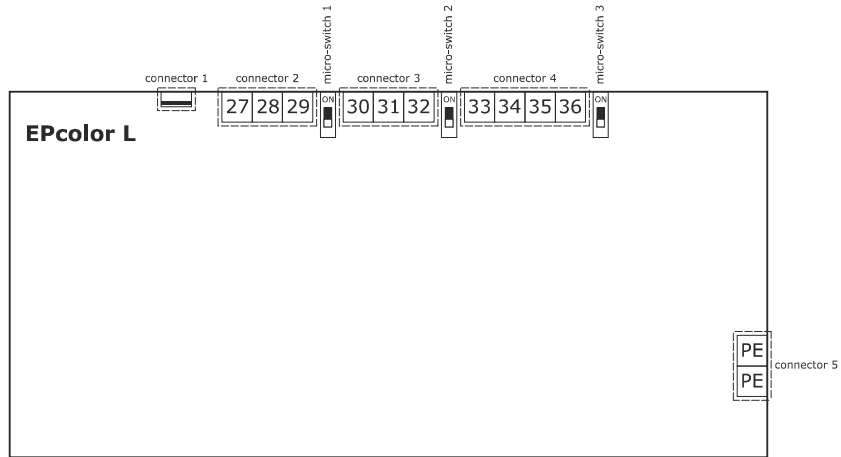 micro-switch 1
micro-switch 2
micro-switch 3
connector 1
connector 2
connector 3
connector 4
27 28 29 ON 30 31 32 ON 33 34 35 36 ON
EPcolor L
PE
connector 5
PE